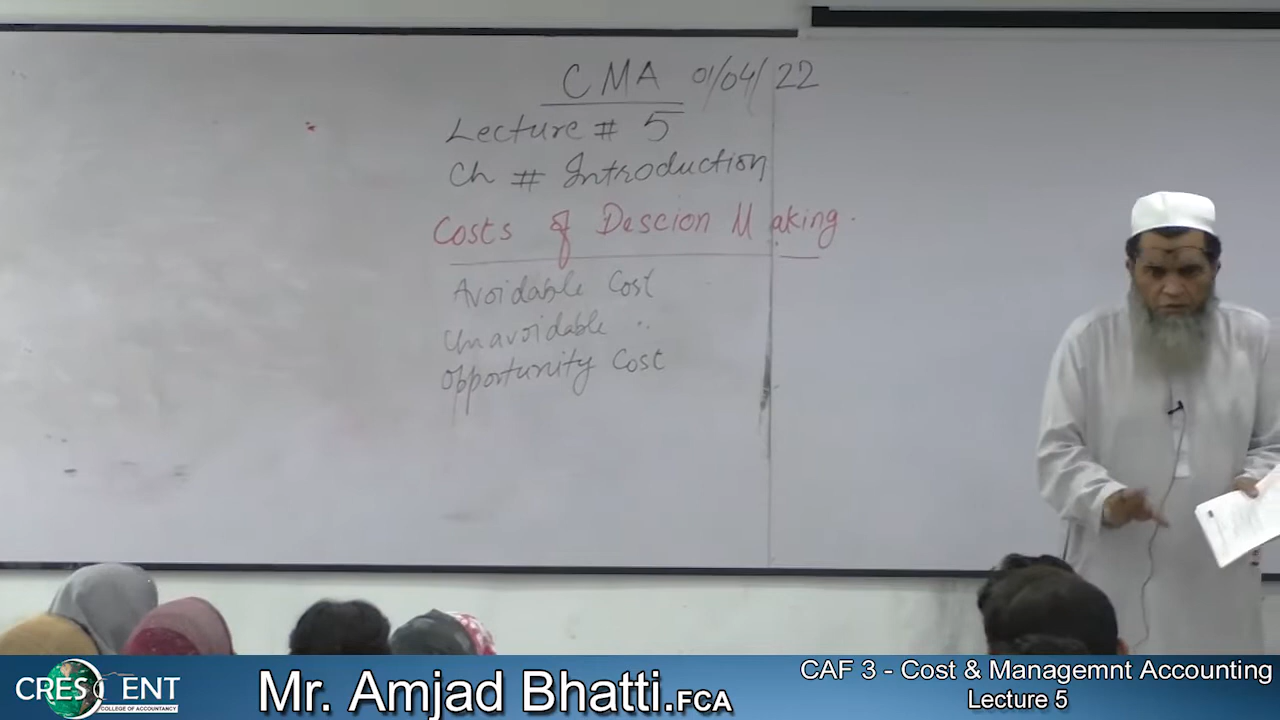 CMA 01/04/22
Lecture # 5
Ch # Introduction
Costs of Descion Making.
Avoidable Cost
Unavoidable "
Opportunity Cost
CRESCENT
COLLEGE OF ACCOUNTANCY
Mr. Amjad Bhatti.FCA
CAF 3 - Cost & Managemnt Accounting
Lecture 5